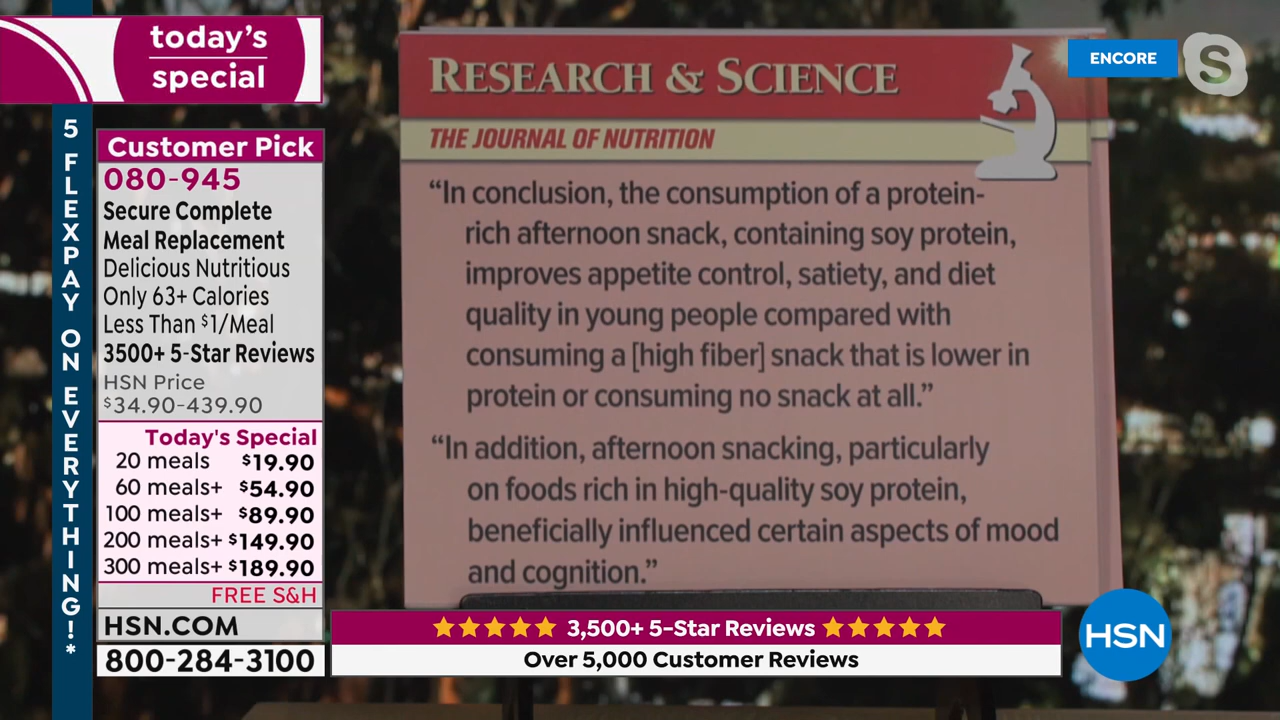 today's
special
5 FLEXPAY ON EVERYTHING!*
Customer Pick
080-945
Secure Complete
Meal Replacement
Delicious Nutritious
Only 63+ Calories
Less Than $1/Meal
3500+ 5-Star Reviews
HSN Price
$34.90-439.90
Today's Special
20 meals $19.90
60 meals+ $54.90
100 meals+ $89.90
200 meals+ $149.90
300 meals+ $189.90
FREE S&H
HSN.COM
800-284-3100
RESEARCH & SCIENCE
THE JOURNAL OF NUTRITION
“In conclusion, the consumption of a protein-
rich afternoon snack, containing soy protein,
improves appetite control, satiety, and diet
quality in young people compared with
consuming a [high fiber] snack that is lower in
protein or consuming no snack at all.”
“In addition, afternoon snacking, particularly
on foods rich in high-quality soy protein,
beneficially influenced certain aspects of mood
and cognition.”
ENCORE
S
3,500+ 5-Star Reviews
Over 5,000 Customer Reviews
HSN